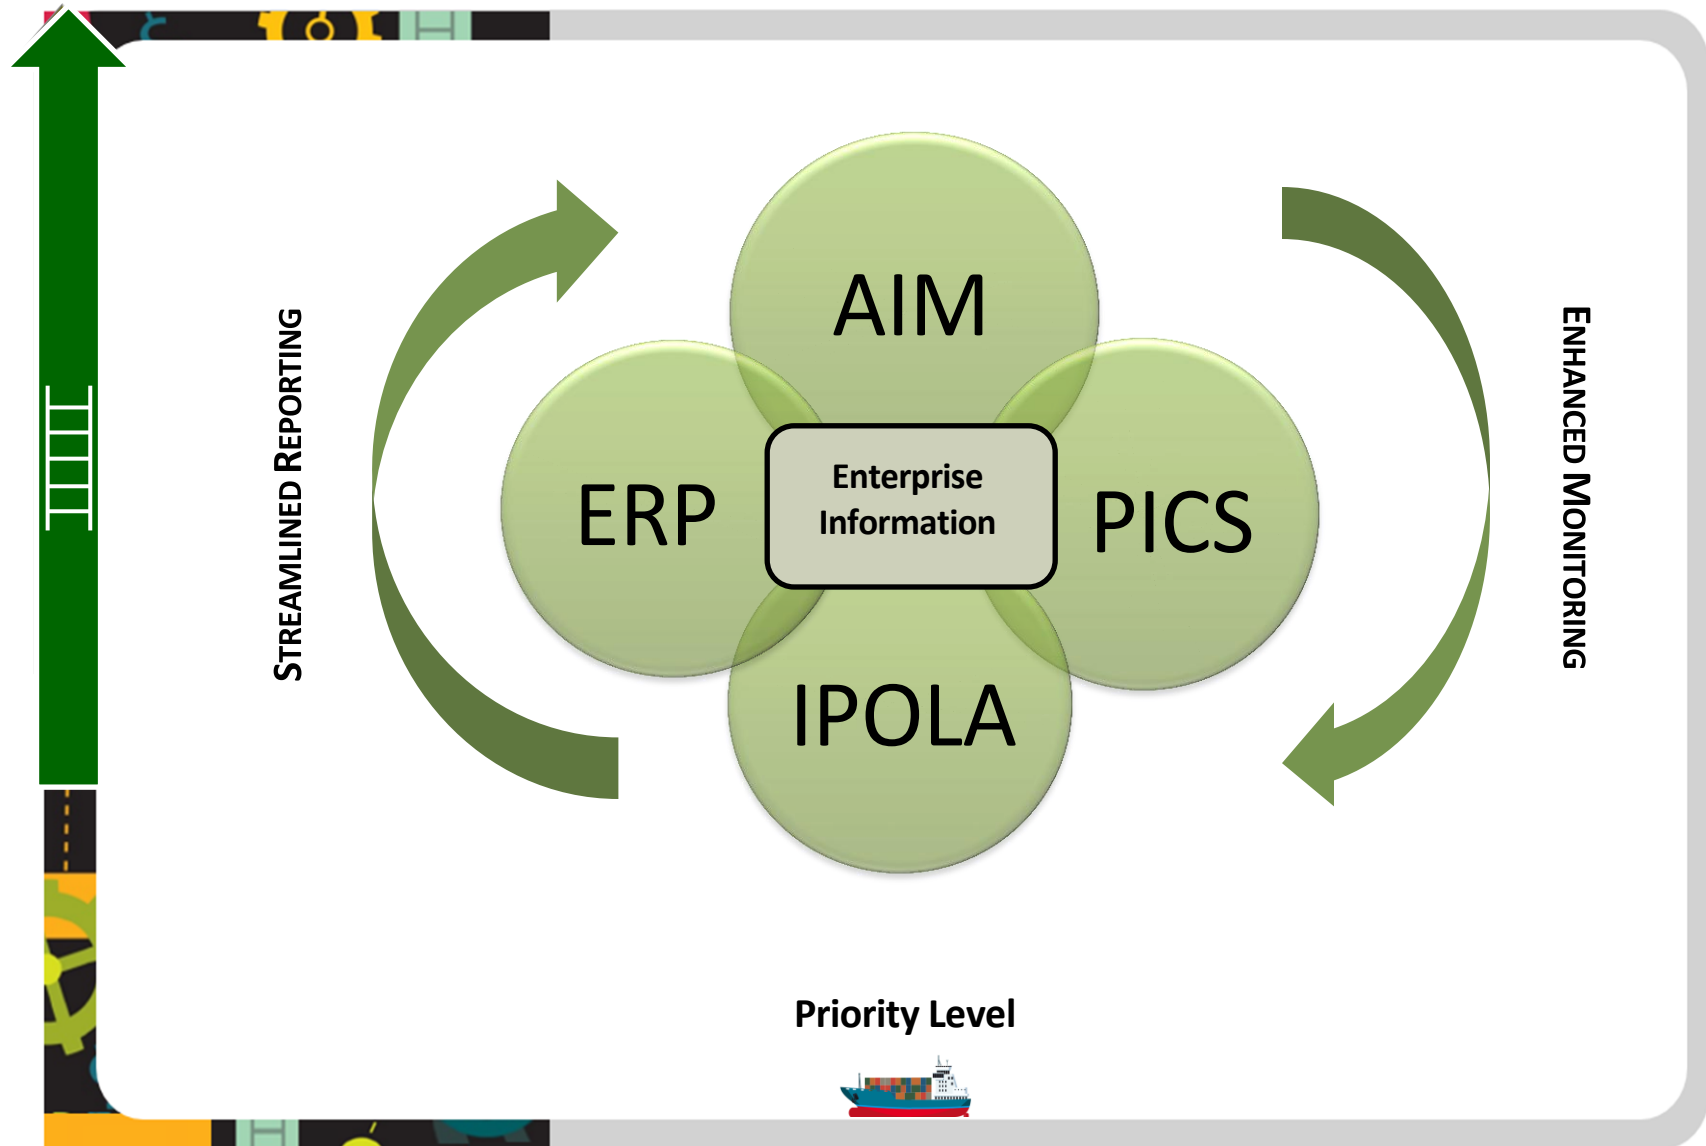 AIM
STREAMLINED REPORTING
ENHANCED MONITORING
ERP
Enterprise
Information
PICS
IPOLA
Priority Level